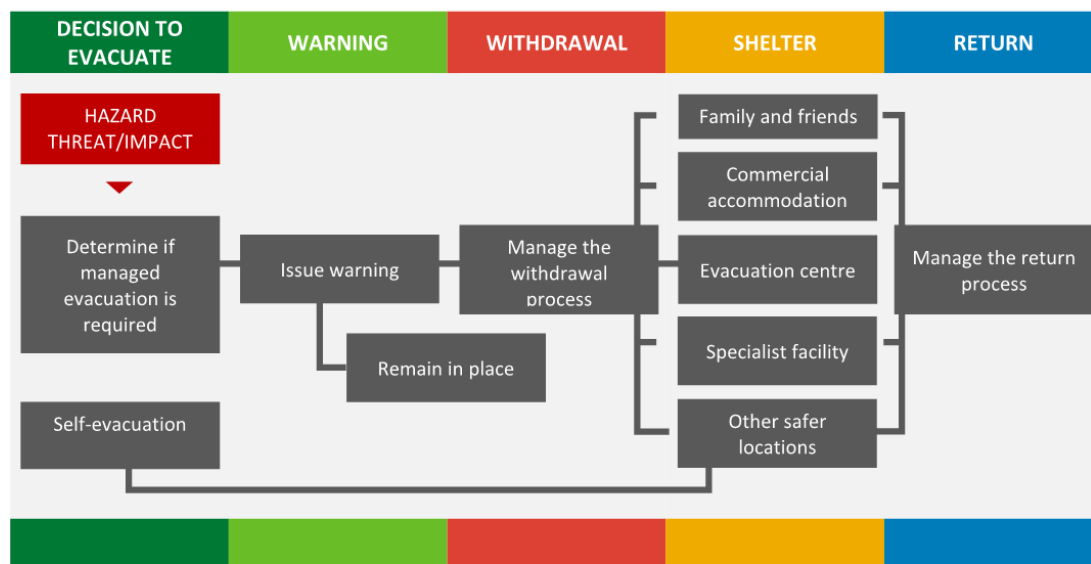 DECISION TO
EVACUATE
WARNING
WITHDRAWAL
SHELTER
RETURN
HAZARD
THREAT/IMPACT
Determine if
managed
evacuation is
required
Self-evacuation
Issue warning
Remain in place
Manage the
withdrawal
process
Family and friends
Commercial
accommodation
Evacuation centre
Specialist facility
Other safer
locations
Manage the return
process